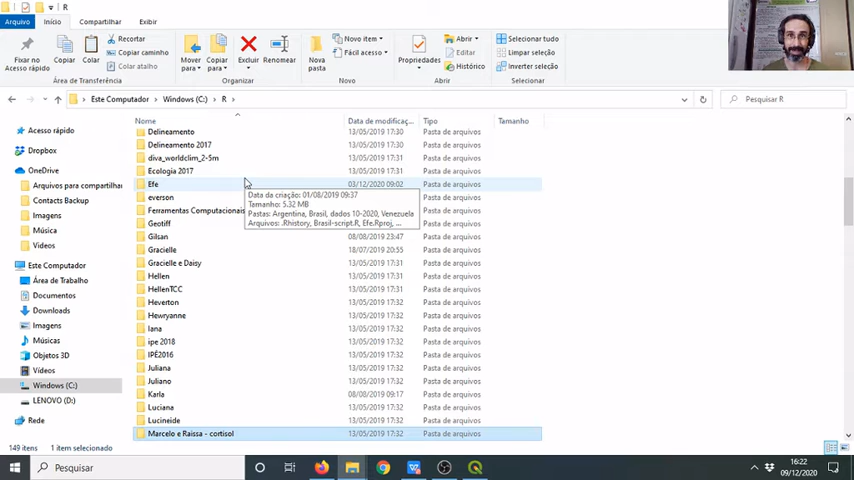 R
Arquivo Início Compartilhar Exibir
Fixar no Acesso rápido
Copiar
Colar
Recortar
Copiar caminho
Colar atalho
Área de Transferência
Mover para
Copiar para
Excluir
Renomear
Organizar
Nova pasta
Novo item
Fácil acesso
Novo
Propriedades
Abrir
Editar
Histórico
Abrir
Selecionar tudo
Limpar seleção
Inverter seleção
Selecionar
Este Computador > Windows (C:) > R >
Pesquisar R
Acesso rápido
Dropbox
OneDrive
Arquivos para compartilha
Contacts Backup
Imagens
Música
Videos
Este Computador
Área de Trabalho
Documentos
Downloads
Imagens
Músicas
Objetos 3D
Vídeos
Windows (C:)
LENOVO (D:)
Rede
Nome Data de modificaç... Tipo Tamanho
Delineamento 13/05/2019 17:30 Pasta de arquivos
Delineamento 2017 13/05/2019 17:30 Pasta de arquivos
diva_worldclim_2-5m 13/05/2019 17:31 Pasta de arquivos
Ecologia 2017 13/05/2019 17:31 Pasta de arquivos
Efe 03/12/2020 09:02 Pasta de arquivos
everson Pasta de arquivos
Ferramentas Computacionais Pasta de arquivos
Geotiff Pasta de arquivos
Data da criação: 01/08/2019 09:37
Tamanho: 5,32 MB
Pastas: Argentina, Brasil, dados 10-2020, Venezuela
Arquivos: .Rhistory, Brasil-script.R, Efe.Rproj, ...
Gilsan 08/08/2019 23:47 Pasta de arquivos
Gracielle 18/07/2019 20:55 Pasta de arquivos
Gracielle e Daisy 13/05/2019 17:31 Pasta de arquivos
Hellen 13/05/2019 17:31 Pasta de arquivos
HellenTCC 13/05/2019 17:31 Pasta de arquivos
Heverton 13/05/2019 17:32 Pasta de arquivos
Hewryanne 13/05/2019 17:32 Pasta de arquivos
Iana 13/05/2019 17:32 Pasta de arquivos
ipe 2018 13/05/2019 17:32 Pasta de arquivos
IPÊ2016 13/05/2019 17:32 Pasta de arquivos
Juliana 13/05/2019 17:32 Pasta de arquivos
Juliano 13/05/2019 17:32 Pasta de arquivos
Karla 08/08/2019 09:17 Pasta de arquivos
Luciana 13/05/2019 17:32 Pasta de arquivos
Lucineide 13/05/2019 17:32 Pasta de arquivos
Marcelo e Raissa - cortisol 13/05/2019 17:32 Pasta de arquivos
149 itens 1 item selecionado
Pesquisar
16:22
09/12/2020